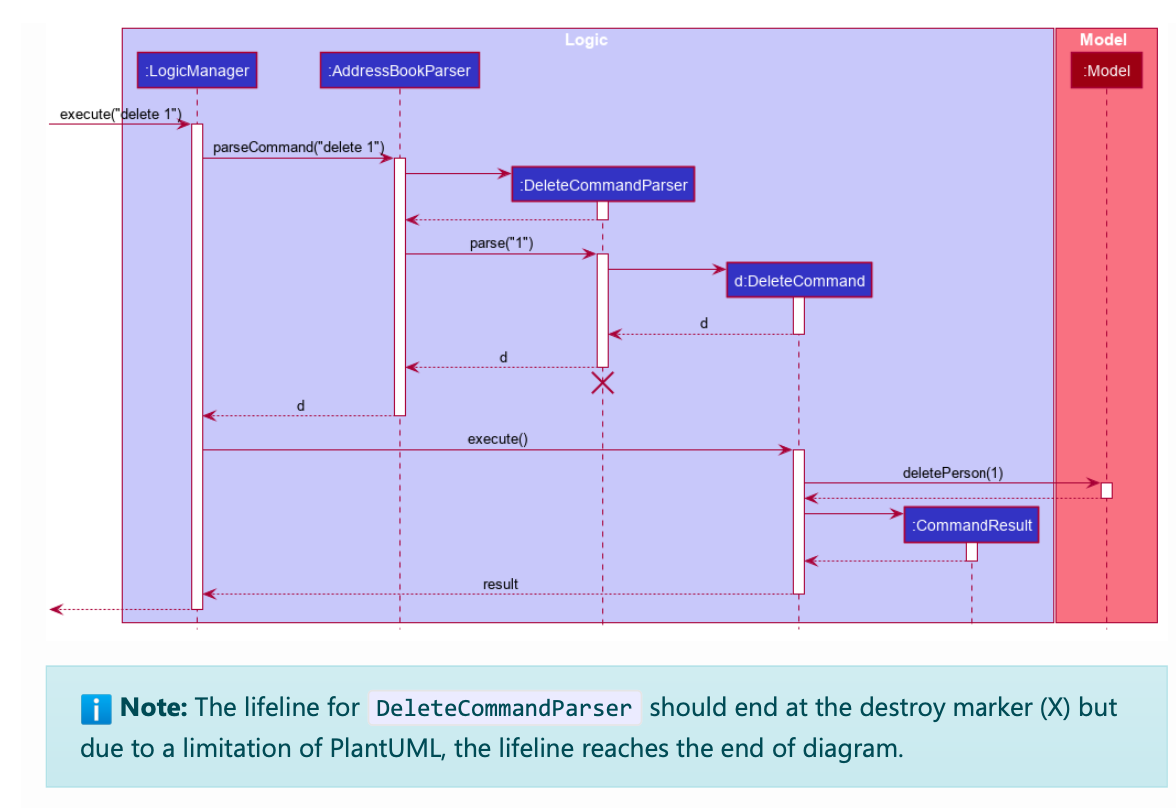 Logic
Model
:LogicManager
:AddressBookParser
:Model
execute("delete 1")
parseCommand("delete 1")
:DeleteCommandParser
parse("1")
d:DeleteCommand
d
d
d
execute()
deletePerson(1)
:CommandResult
result
i Note: The lifeline for DeleteCommandParser should end at the destroy marker (X) but
due to a limitation of PlantUML, the lifeline reaches the end of diagram.